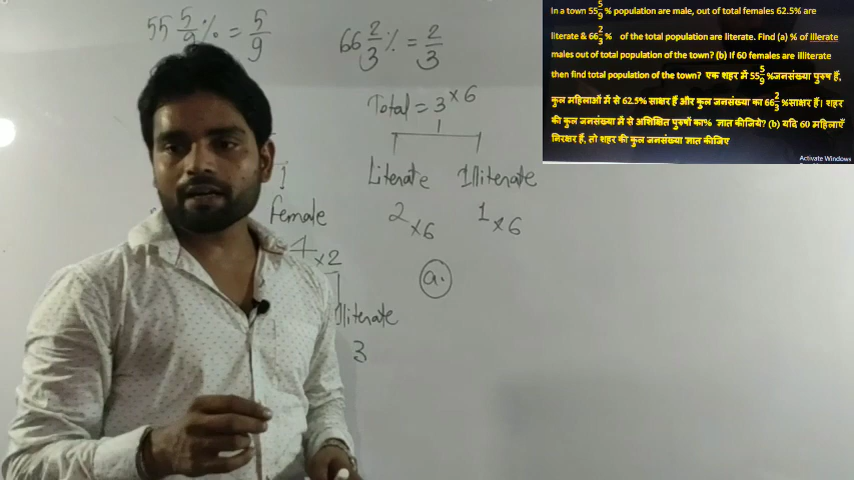 55 5/9 % = 5/9
66 2/3 % = 2/3
Total = 3 × 6
Literate Illiterate
2 × 6 1 × 6
Female
4 × 2
Illiterate
3
a.
In a town 55 5/9 % population are male, out of total females 62.5% are
literate & 66 2/3 % of the total population are literate. Find (a) % of illerate
males out of total population of the town? (b) If 60 females are illiterate
then find total population of the town? एक शहर में 55 5/9 %जनसंख्या पुरुष हैं,
कुल महिलाओं में से 62.5% साक्षर हैं और कुल जनसंख्या का 66 2/3 %साक्षर हैं। शहर
की कुल जनसंख्या में से अशिक्षित पुरुषों का% ज्ञात कीजिये? (b) यदि 60 महिलाएँ
निरक्षर हैं, तो शहर की कुल जनसंख्या ज्ञात कीजिए
Activate Windows